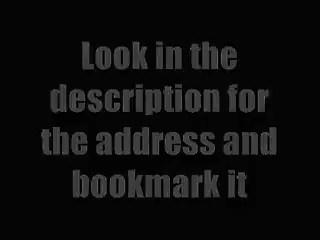 Look in the
description for
the address and
bookmark it